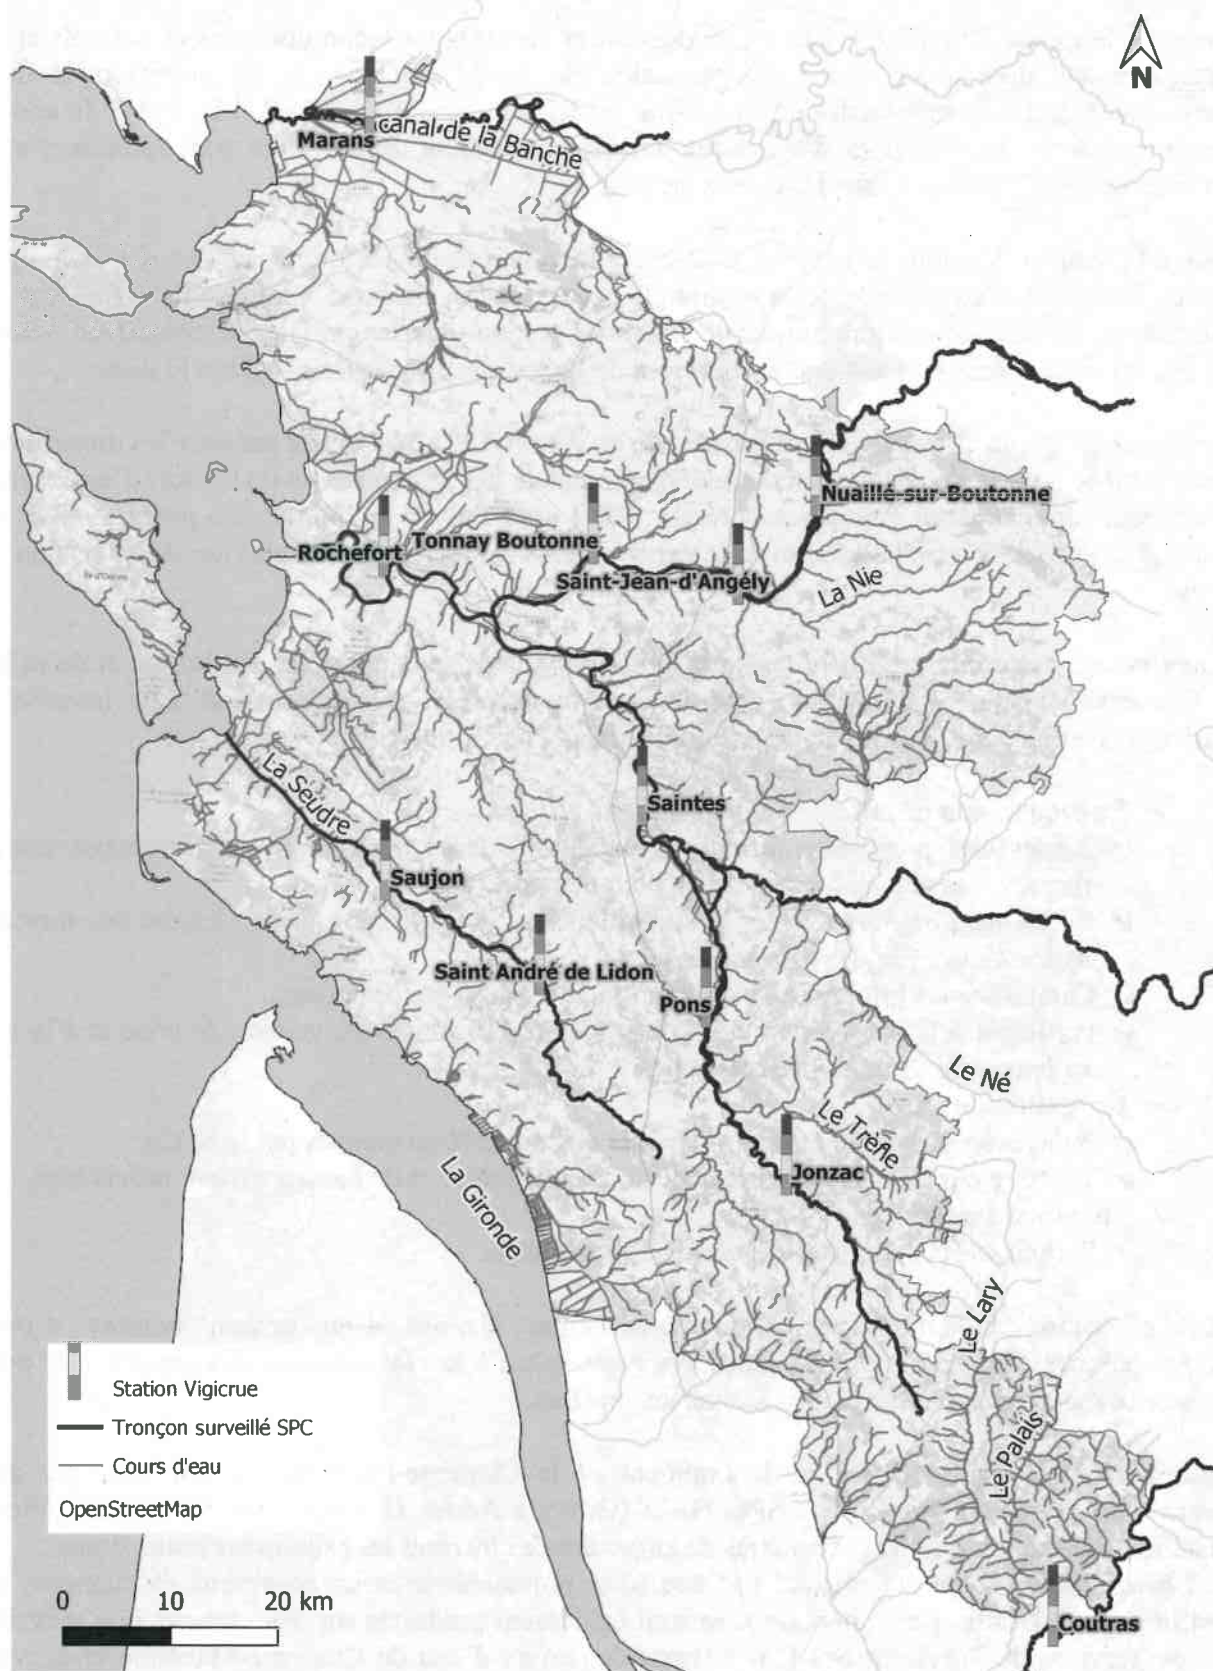 N
canal de la Banche
Marans
Nuaillé-sur-Boutonne
Tonnay Boutonne
Rochefort
Saint-Jean-d'Angély
La Nie
La Seudre
Saintes
Saujon
Saint André de Lidon
Pons
Le Né
Le Trèfle
Jonzac
La Gironde
Le Lary
Le Palais
Coutras
Station Vigicrue
Tronçon surveillé SPC
Cours d'eau
OpenStreetMap
0 10 20 km